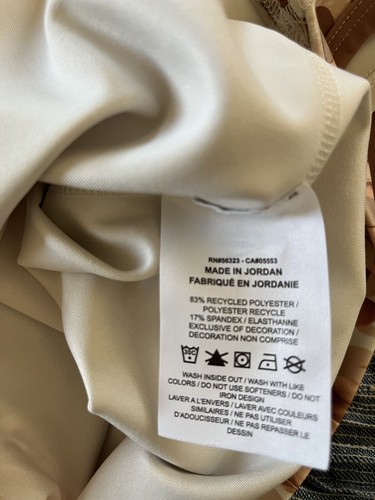 RN#56323 - CA#05553
MADE IN JORDAN
FABRIQUÉ EN JORDANIE
83% RECYCLED POLYESTER /
POLYESTER RECYCLE
17% SPANDEX / ELASTHANNE
EXCLUSIVE OF DECORATION /
DECORATION NON COMPRISE
WASH INSIDE OUT / WASH WITH LIKE
COLORS / DO NOT USE SOFTENERS / DO NOT
IRON DESIGN
LAVER A L'ENVERS / LAVER AVEC COULEURS
SIMILAIRES / NE PAS UTILISER
D'ADOUCISSEUR / NE PAS REPASSER LE
DESSIN